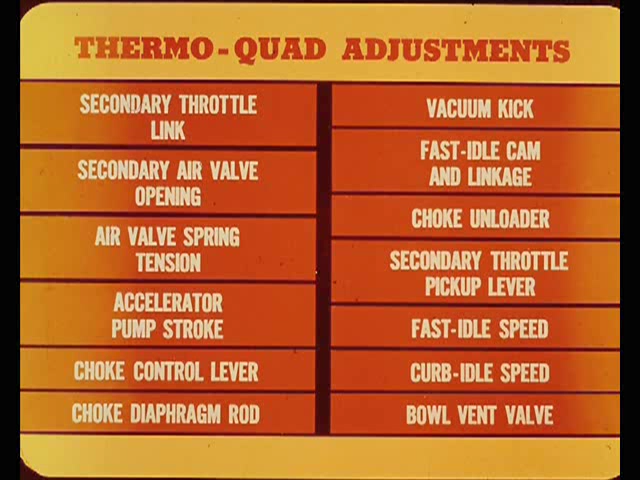 THERMO-QUAD ADJUSTMENTS
SECONDARY THROTTLE
LINK
SECONDARY AIR VALVE
OPENING
AIR VALVE SPRING
TENSION
ACCELERATOR
PUMP STROKE
CHOKE CONTROL LEVER
CHOKE DIAPHRAGM ROD
VACUUM KICK
FAST-IDLE CAM
AND LINKAGE
CHOKE UNLOADER
SECONDARY THROTTLE
PICKUP LEVER
FAST-IDLE SPEED
CURB-IDLE SPEED
BOWL VENT VALVE